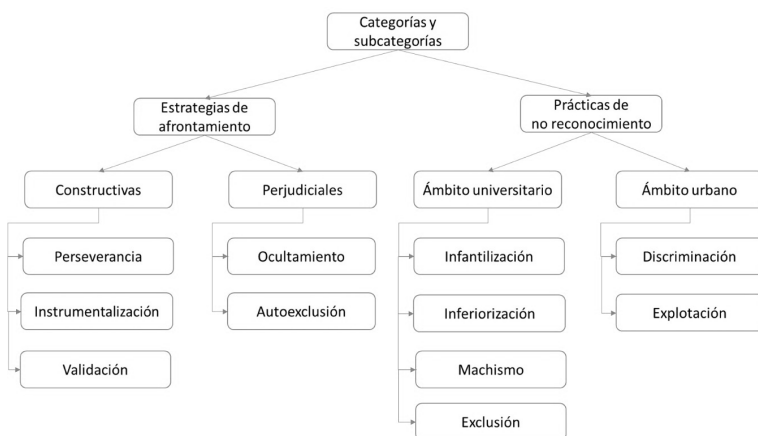 Categorías y
subcategorías
Estrategias de
afrontamiento
Prácticas de
no reconocimiento
Constructivas
Perjudiciales
Ámbito universitario
Ámbito urbano
Perseverancia
Ocultamiento
Infantilización
Discriminación
Instrumentalización
Autoexclusión
Inferiorización
Explotación
Validación
Machismo
Exclusión